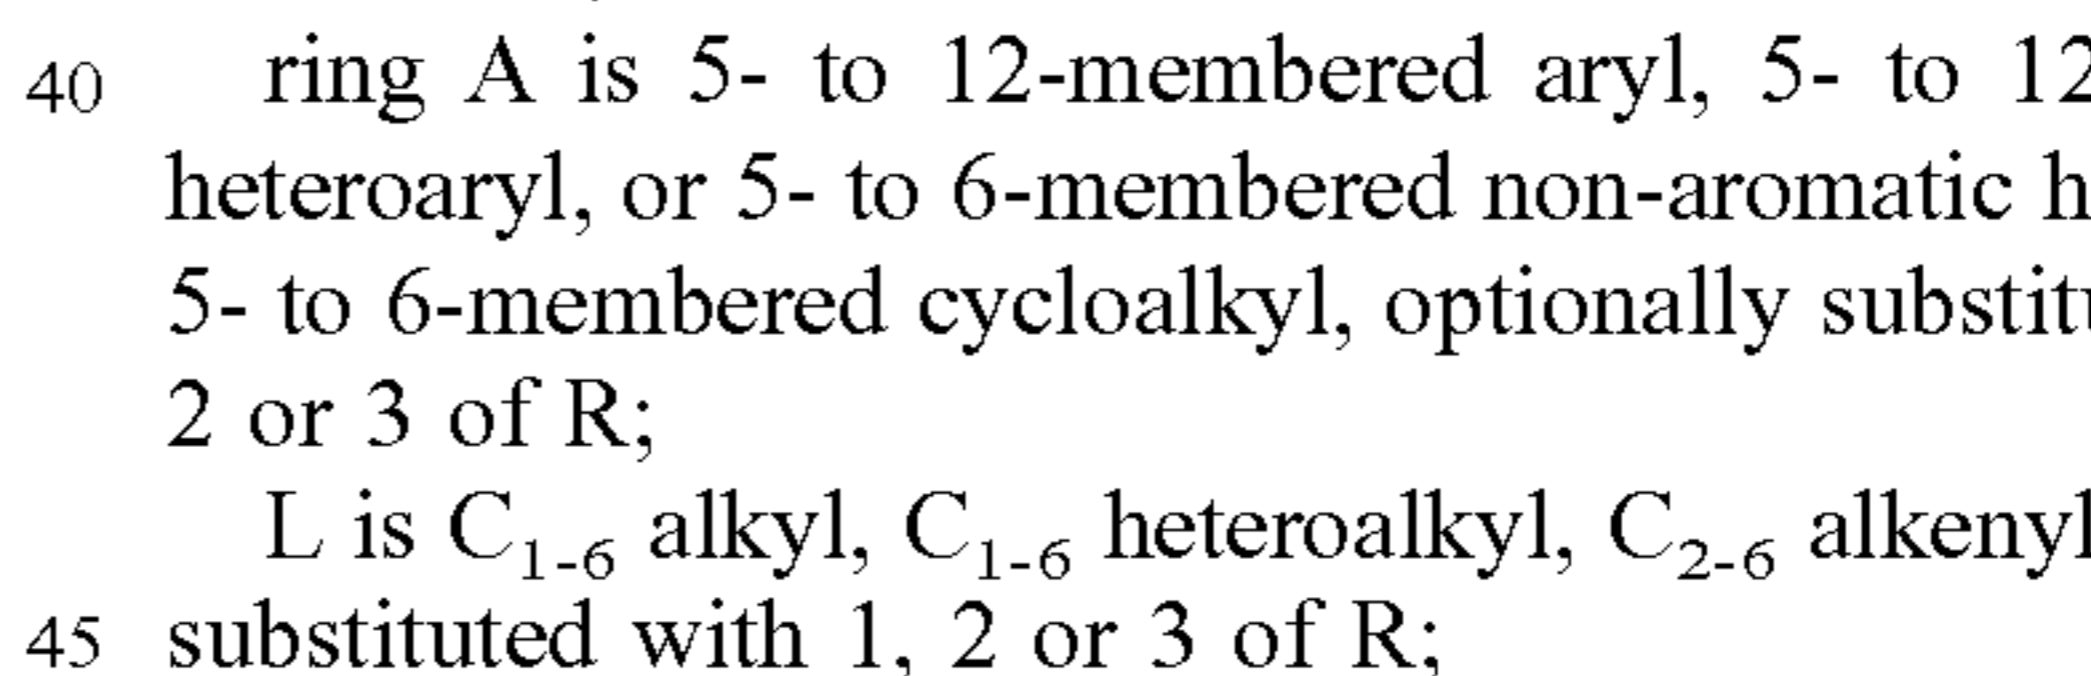 40 ring A is 5- to 12-membered aryl, 5- to 12
heteroaryl, or 5- to 6-membered non-aromatic
5- to 6-membered cycloalkyl, optionally
2 or 3 of R;
L is C₁₋₆ alkyl, C₁₋₆ heteroalkyl, C₂₋₆ alkenyl
45 substituted with 1, 2 or 3 of R;